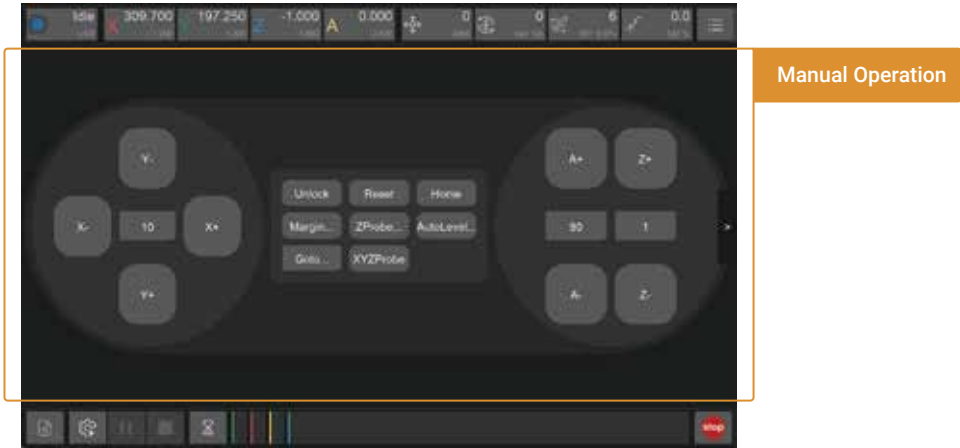 Idle X 309.700 Y 197.250 Z -1.000 A 0.000 0 0 6 0.0
Manual Operation
Y- A+ Z+
Unlock Reset Home
X- 10 X+ Margin... ZProbe... AutoLevel... 90 1 >
Goto... XYZProbe
Y+ A- Z-
stop